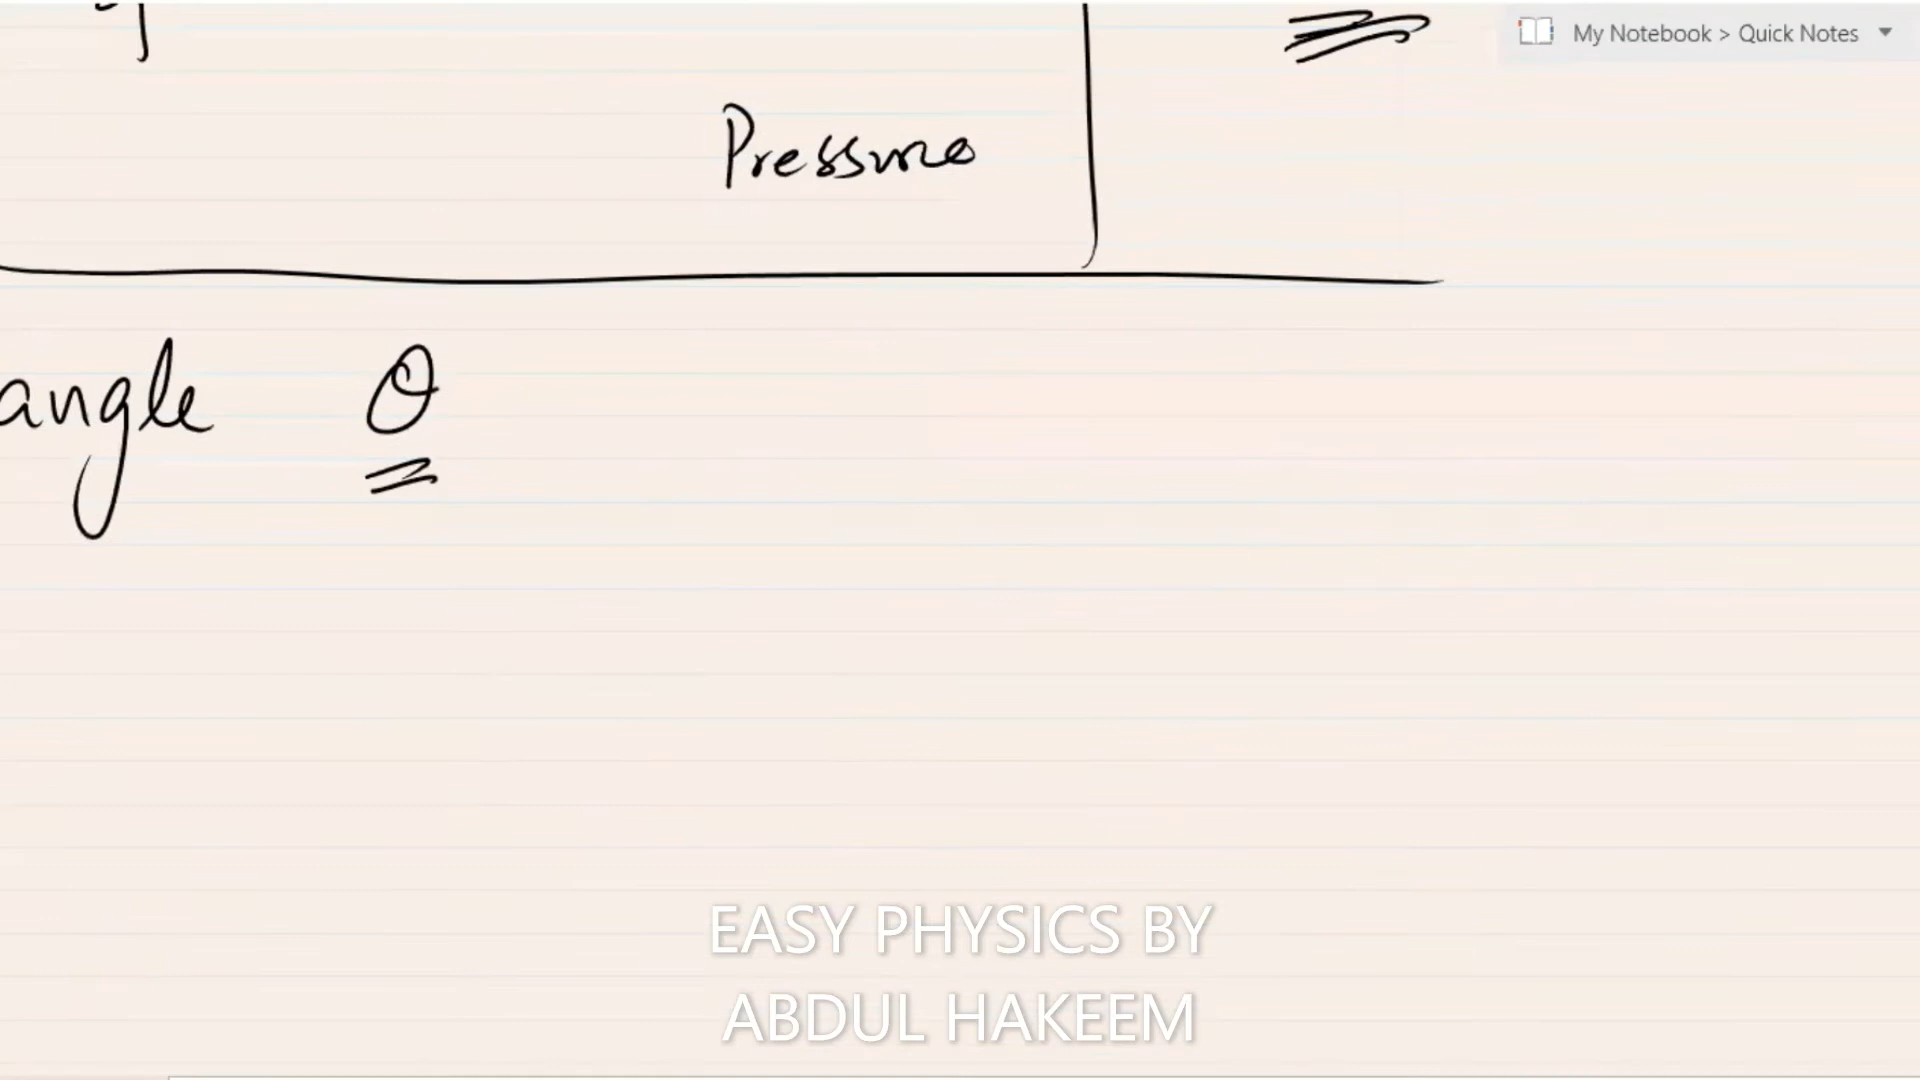 My Notebook > Quick Notes
Pressure
angle θ
EASY PHYSICS BY
ABDUL HAKEEM